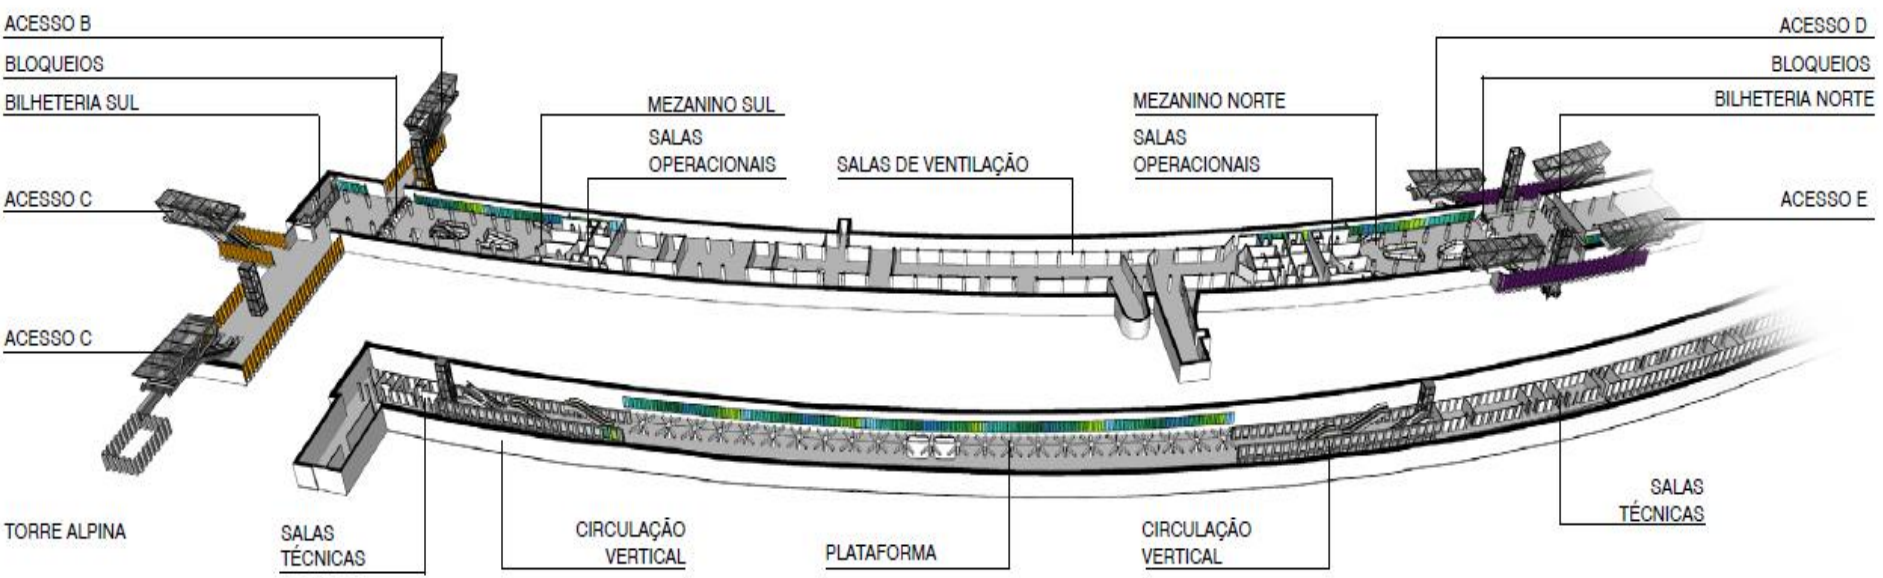 ACESSO B
ACESSO D
BLOQUEIOS
BLOQUEIOS
BILHETERIA SUL
MEZANINO SUL
MEZANINO NORTE
BILHETERIA NORTE
SALAS
OPERACIONAIS
SALAS DE VENTILAÇÃO
SALAS
OPERACIONAIS
ACESSO C
ACESSO E
ACESSO C
TORRE ALPINA
SALAS
TÉCNICAS
CIRCULAÇÃO
VERTICAL
PLATAFORMA
CIRCULAÇÃO
VERTICAL
SALAS
TÉCNICAS